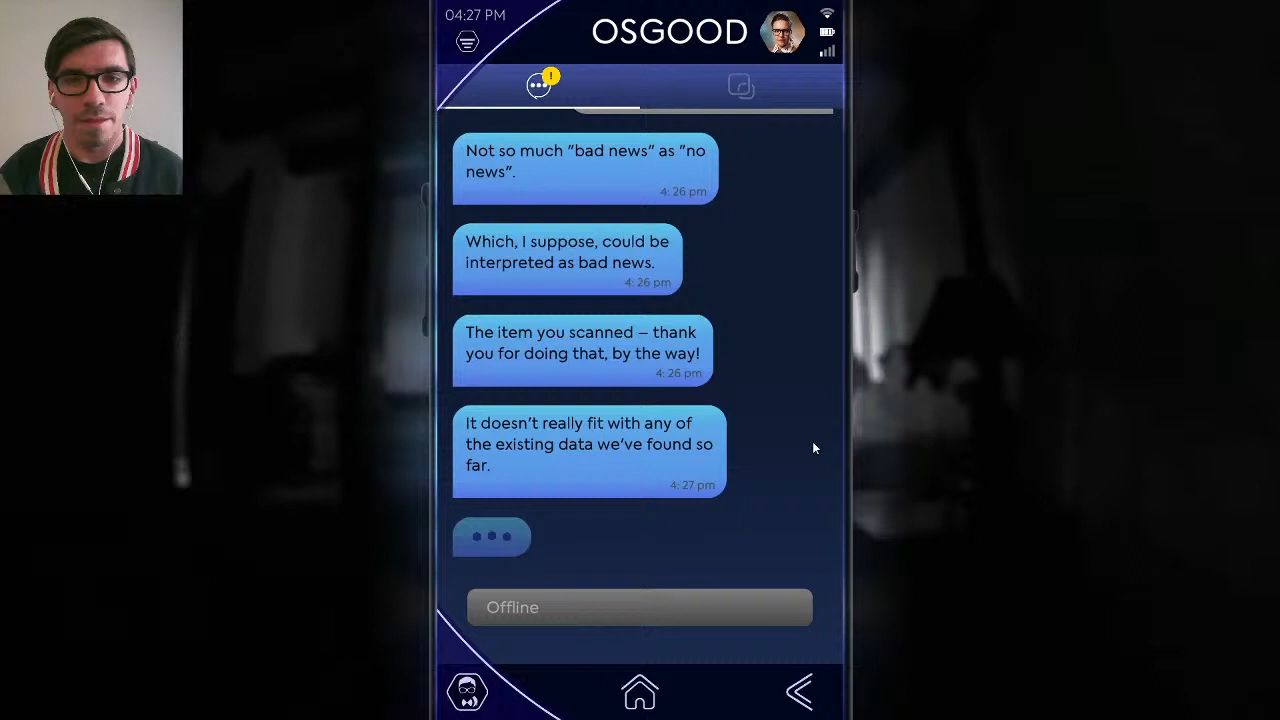 04:27 PM
OSGOOD
!
Not so much "bad news" as "no
news".
4: 26 pm
Which, I suppose, could be
interpreted as bad news.
4: 26 pm
The item you scanned – thank
you for doing that, by the way!
4: 26 pm
It doesn't really fit with any of
the existing data we've found so
far.
4: 27 pm
Offline